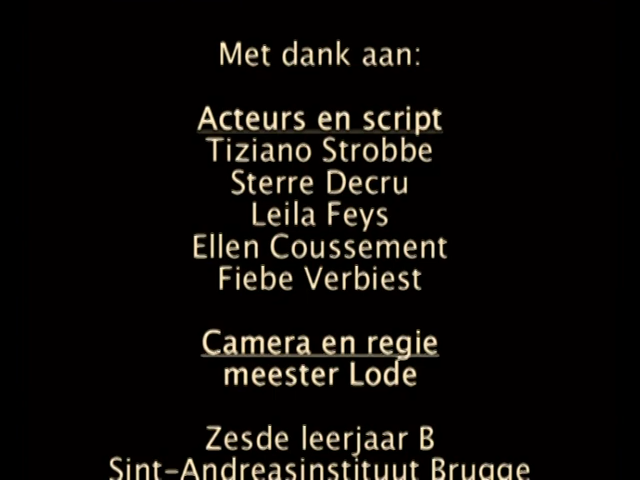 Met dank aan:
Acteurs en script
Tiziano Strobbe
Sterre Decru
Leila Feys
Ellen Coussement
Fiebe Verbiest
Camera en regie
meester Lode
Zesde leerjaar B
Sint-Andreasinstituut Brugge